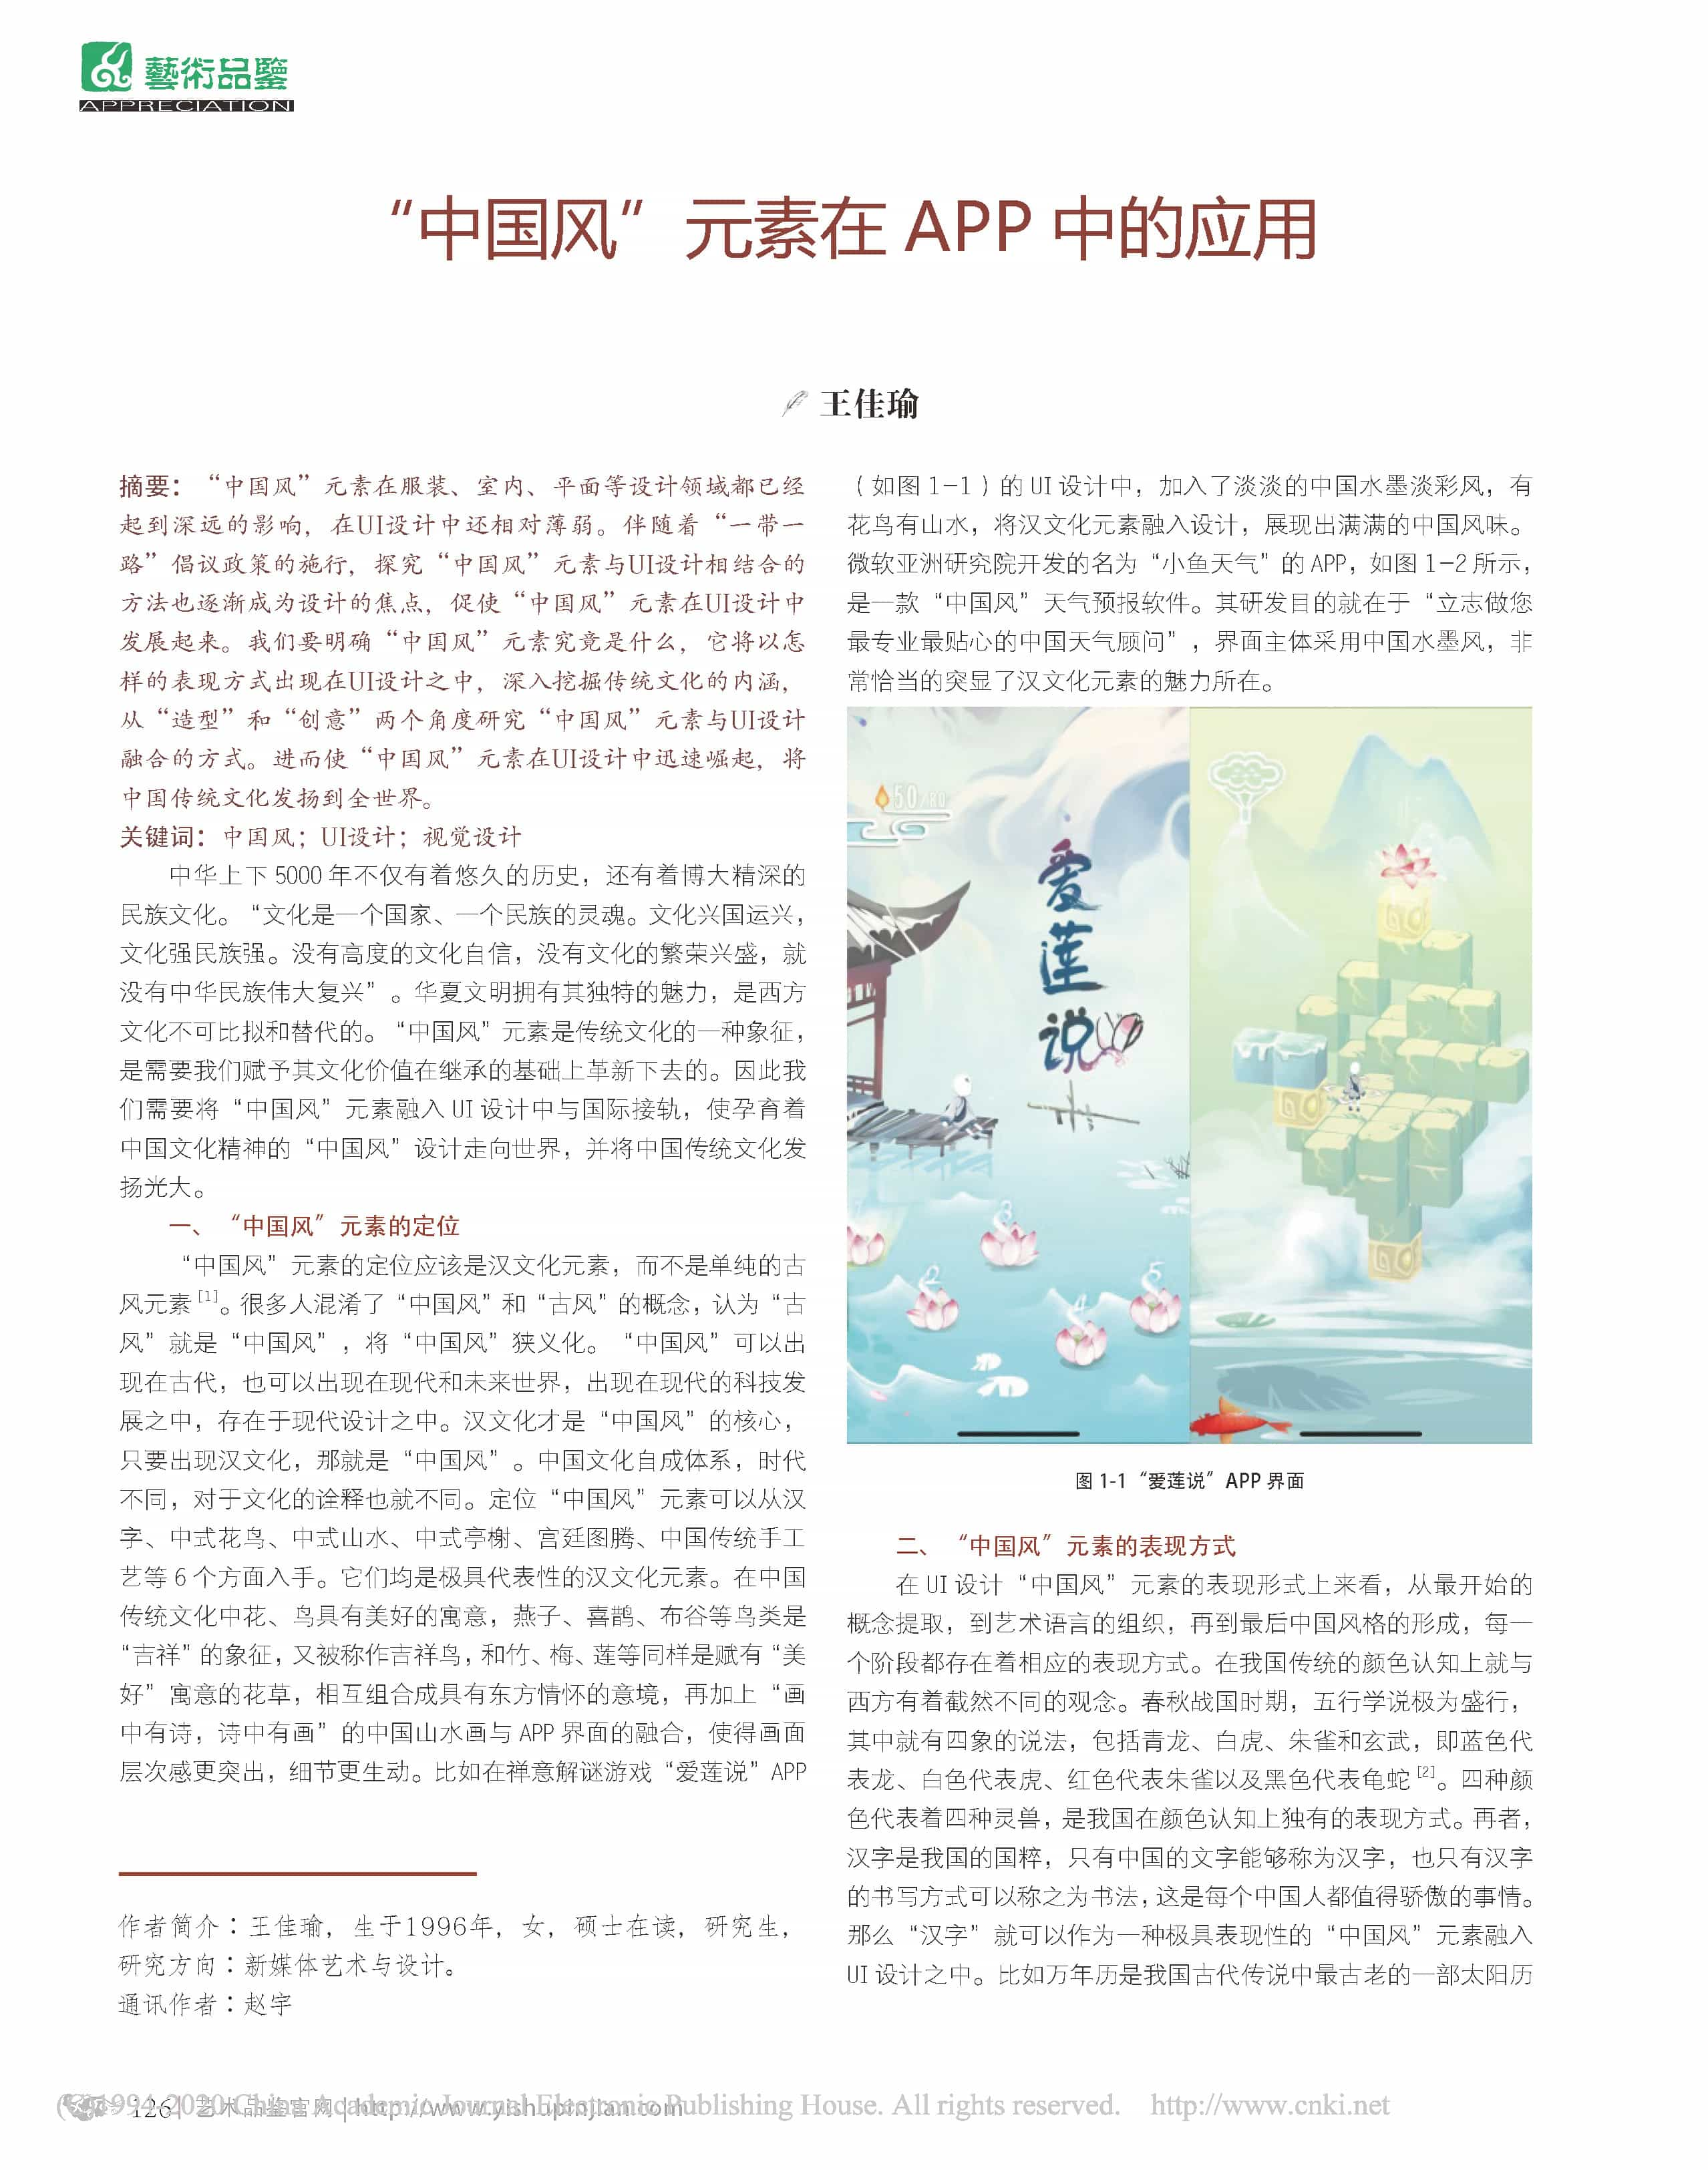 藝術品鑒
APPRECIATION
“中国风”元素在 APP 中的应用
王佳瑜
摘要：“中国风”元素在服装、室内、平面等设计领域都已经
起到深远的影响，在UI设计中还相对薄弱。伴随着“一带一
路”倡议政策的施行，探究“中国风”元素与UI设计相结合的
方法也逐渐成为设计的焦点，促使“中国风”元素在UI设计中
发展起来。我们要明确“中国风”元素究竟是什么，它将以怎
样的表现方式出现在UI设计之中，深入挖掘传统文化的内涵，
从“造型”和“创意”两个角度研究“中国风”元素与UI设计
融合的方式。进而使“中国风”元素在UI设计中迅速崛起，将
中国传统文化发扬到全世界。
关键词：中国风；UI设计；视觉设计
中华上下 5000 年不仅有着悠久的历史，还有着博大精深的
民族文化。“文化是一个国家、一个民族的灵魂。文化兴国运兴，
文化强民族强。没有高度的文化自信，没有文化的繁荣兴盛，就
没有中华民族伟大复兴”。华夏文明拥有其独特的魅力，是西方
文化不可比拟和替代的。“中国风”元素是传统文化的一种象征，
是需要我们赋予其文化价值在继承的基础上革新下去的。因此我
们需要将“中国风”元素融入 UI 设计中与国际接轨，使孕育着
中国文化精神的“中国风”设计走向世界，并将中国传统文化发
扬光大。
一、“中国风”元素的定位
“中国风”元素的定位应该是汉文化元素，而不是单纯的古
风元素[1]。很多人混淆了“中国风”和“古风”的概念，认为“古
风”就是“中国风”，将“中国风”狭义化。“中国风”可以出
现在古代，也可以出现在现代和未来世界，出现在现代的科技发
展之中，存在于现代设计之中。汉文化才是“中国风”的核心，
只要出现汉文化，那就是“中国风”。中国文化自成体系，时代
不同，对于文化的诠释也就不同。定位“中国风”元素可以从汉
字、中式花鸟、中式山水、中式亭榭、宫廷图腾、中国传统手工
艺等 6 个方面入手。它们均是极具代表性的汉文化元素。在中国
传统文化中花、鸟具有美好的寓意，燕子、喜鹊、布谷等鸟类是
“吉祥”的象征，又被称作吉祥鸟，和竹、梅、莲等同样是赋有“美
好”寓意的花草，相互组合成具有东方情怀的意境，再加上“画
中有诗，诗中有画”的中国山水画与 APP 界面的融合，使得画面
层次感更突出，细节更生动。比如在禅意解谜游戏“爱莲说”APP
作者简介：王佳瑜，生于1996年，女，硕士在读，研究生，
研究方向：新媒体艺术与设计。
通讯作者：赵宇
（如图 1-1）的 UI 设计中，加入了淡淡的中国水墨淡彩风，有
花鸟有山水，将汉文化元素融入设计，展现出满满的中国风味。
微软亚洲研究院开发的名为“小鱼天气”的 APP，如图 1-2 所示，
是一款“中国风”天气预报软件。其研发目的就在于“立志做您
最专业最贴心的中国天气顾问”，界面主体采用中国水墨风，非
常恰当的突显了汉文化元素的魅力所在。
50/80
爱
莲
说
3
2
5
4
图 1-1“爱莲说”APP 界面
二、“中国风”元素的表现方式
在 UI 设计“中国风”元素的表现形式上来看，从最开始的
概念提取，到艺术语言的组织，再到最后中国风格的形成，每一
个阶段都存在着相应的表现方式。在我国传统的颜色认知上就与
西方有着截然不同的观念。春秋战国时期，五行学说极为盛行，
其中就有四象的说法，包括青龙、白虎、朱雀和玄武，即蓝色代
表龙、白色代表虎、红色代表朱雀以及黑色代表龟蛇[2]。四种颜
色代表着四种灵兽，是我国在颜色认知上独有的表现方式。再者，
汉字是我国的国粹，只有中国的文字能够称为汉字，也只有汉字
的书写方式可以称之为书法，这是每个中国人都值得骄傲的事情。
那么“汉字”就可以作为一种极具表现性的“中国风”元素融入
UI 设计之中。比如万年历是我国古代传说中最古老的一部太阳历
126| 艺术品鉴官网 | http://www.yishupinjian.com
(C)1994-2020 China Academic Journal Electronic Publishing House. All rights reserved. http://www.cnki.net